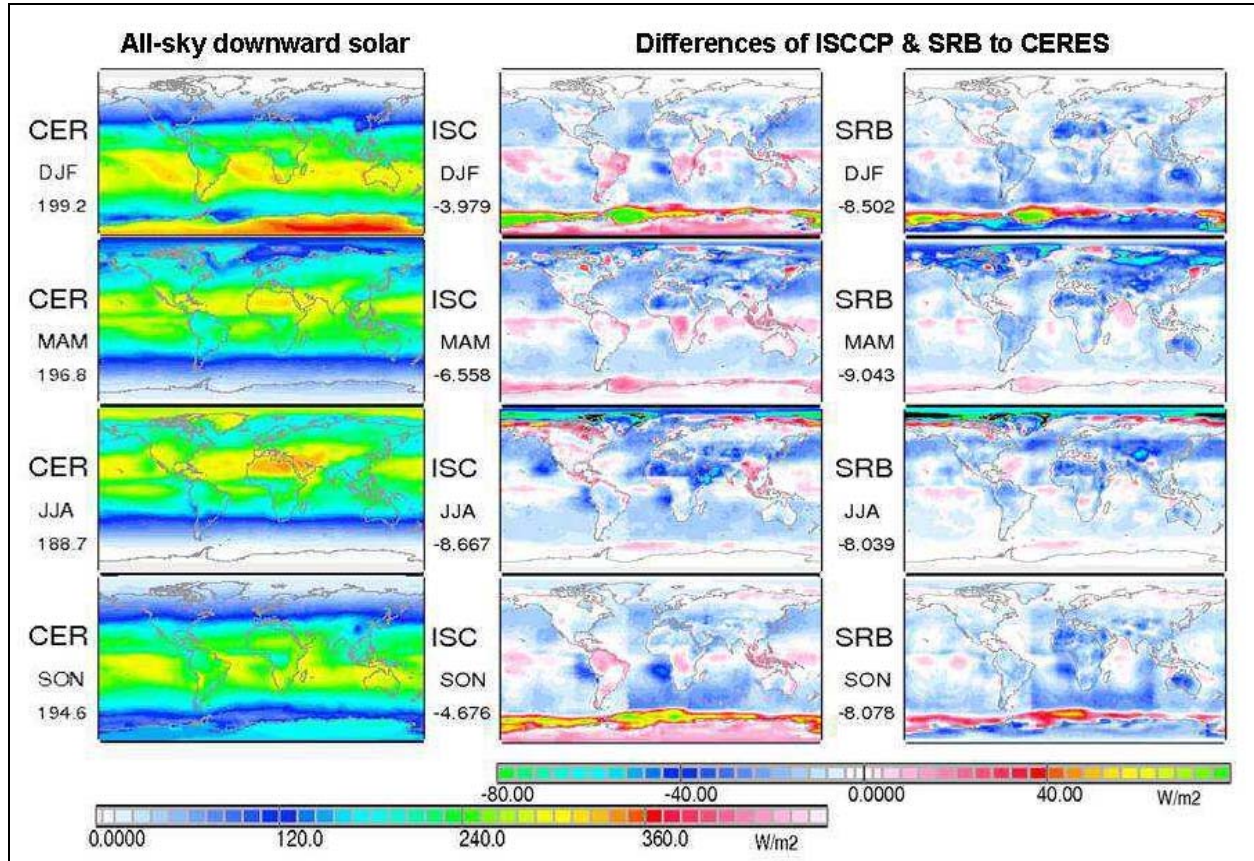 All-sky downward solar
Differences of ISCCP & SRB to CERES
CER
DJF
199.2
ISC
DJF
-3.979
SRB
DJF
-8.502
CER
MAM
196.8
ISC
MAM
-6.558
SRB
MAM
-9.043
CER
JJA
188.7
ISC
JJA
-8.667
SRB
JJA
-8.039
CER
SON
194.6
ISC
SON
-4.676
SRB
SON
-8.078
-80.00 -40.00 0.0000 40.00 W/m2
0.0000 120.0 240.0 360.0 W/m2